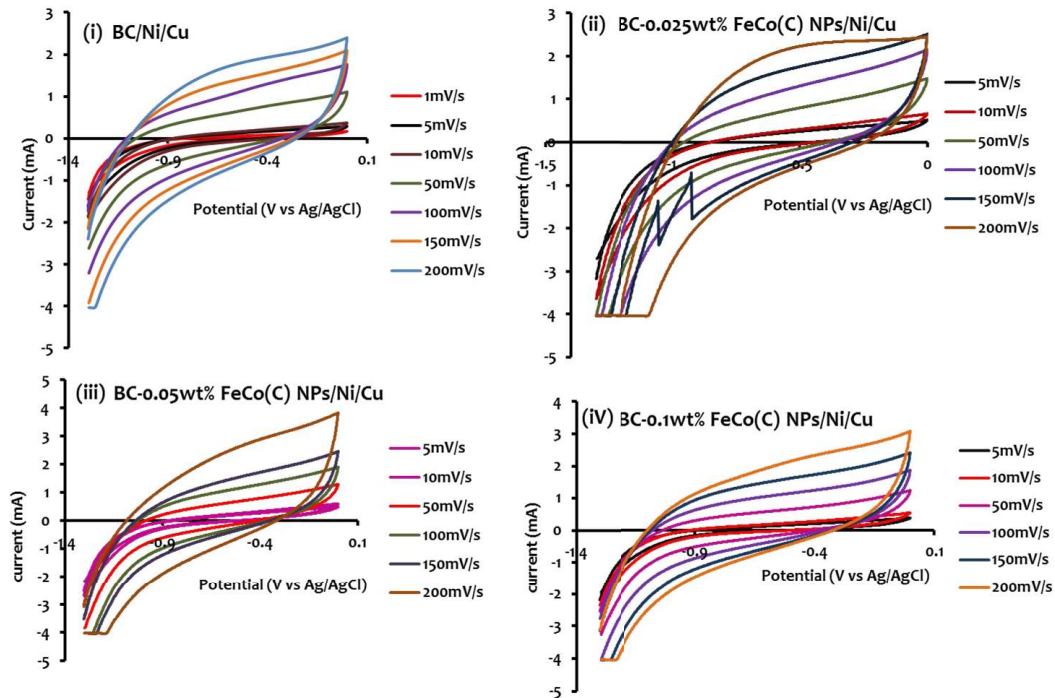 (i) BC/Ni/Cu
3
2
1
0
-1
-2
-3
-4
-5
-14
-0.9
-0.4
0.1
Current (mA)
Potential (V vs Ag/AgCl)
1mV/s
5mV/s
10mV/s
50mV/s
100mV/s
150mV/s
200mV/s
(ii) BC-0.025wt% FeCo(C) NPs/Ni/Cu
3
2
1
0
-1
-2
-3
-4
-5
-1,5
-1
0.5
0
Current (mA)
Potential (V vs Ag/AgCl)
5mV/s
10mV/s
50mV/s
100mV/s
150mV/s
200mV/s
(iii) BC-0.05wt% FeCo(C) NPs/Ni/Cu
5
4
3
2
1
0
-1
-2
-3
-4
-5
-14
-0.9
-0.4
0.1
current (mA)
Potential (V vs Ag/AgCl)
5mV/s
10mV/s
50mV/s
100mV/s
150mV/s
200mV/s
(iv) BC-0.1wt% FeCo(C) NPs/Ni/Cu
4
3
2
1
0
-1
-2
-3
-4
-5
-14
-0.9
-0.4
0.1
current (mA)
Potential (V vs Ag/AgCl)
5mV/s
10mV/s
50mV/s
100mV/s
150mV/s
200mV/s